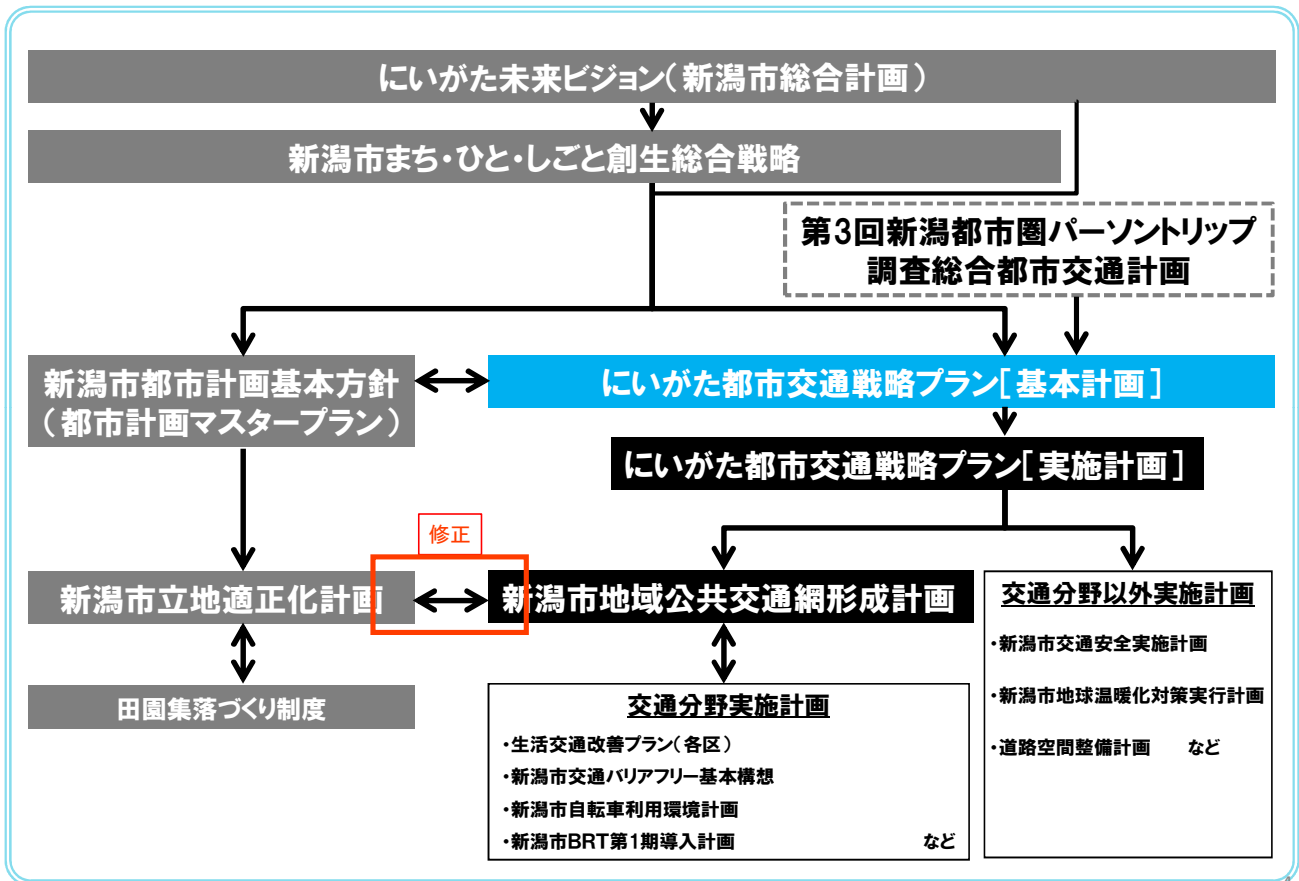 にいがた未来ビジョン(新潟市総合計画)
新潟市まち・ひと・しごと創生総合戦略
第3回新潟都市圏パーソントリップ
調査総合都市交通計画
新潟市都市計画基本方針
(都市計画マスタープラン)
にいがた都市交通戦略プラン[基本計画]
にいがた都市交通戦略プラン[実施計画]
修正
新潟市立地適正化計画
新潟市地域公共交通網形成計画
交通分野以外実施計画
・新潟市交通安全実施計画
・新潟市地球温暖化対策実行計画
・道路空間整備計画 など
田園集落づくり制度
交通分野実施計画
・生活交通改善プラン(各区)
・新潟市交通バリアフリー基本構想
・新潟市自転車利用環境計画
・新潟市BRT第1期導入計画 など